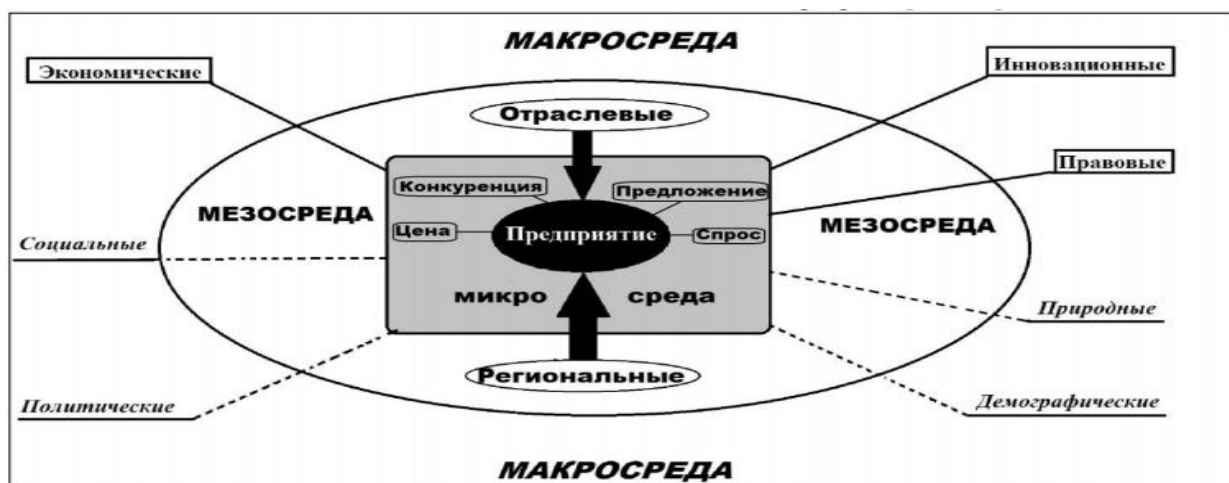 МАКРОСРЕДА
Экономические
Инновационные
Отраслевые
Правовые
Конкуренция
Предложение
МЕЗОСРЕДА
Цена
Предприятие
Спрос
МЕЗОСРЕДА
Социальные
микро среда
Природные
Региональные
Политические
Демографические
МАКРОСРЕДА